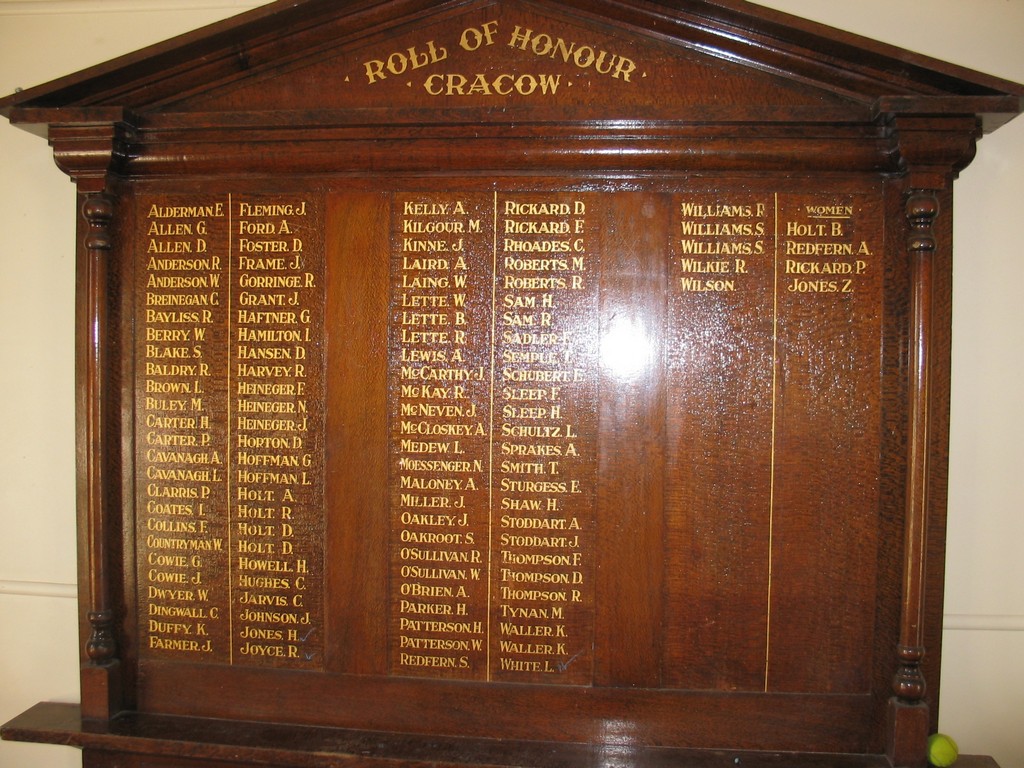 ROLL OF HONOUR
CRACOW
ALDERMAN. E.
ALLEN. G.
ALLEN. D.
ANDERSON. R.
ANDERSON. W.
BREINEGAN. C.
BAYLISS. R.
BERRY. W.
BLAKE. S.
BALDRY. R.
BROWN. L.
BULEY. M.
CARTER. H.
CARTER. P.
CAVANAGH. A.
CAVANAGH. L.
CLARRIS. P.
COATES. I.
COLLINS. F.
COUNTRYMAN. W.
COWIE. G.
COWIE. J.
DWYER. W.
DINGWALL. C.
DUFFY. K.
FARMER. J.
FLEMING. J.
FORD. A.
FOSTER. D.
FRAME. J.
GORRINGE. R.
GRANT. J.
HAFTNER. G.
HAMILTON. I.
HANSEN. D.
HARVEY. R.
HEINEGER. F.
HEINEGER. N.
HEINEGER. J.
HORTON. D.
HOFFMAN. G.
HOFFMAN. L.
HOLT. A.
HOLT. R.
HOLT. D.
HOLT. D.
HOWELL. H.
HUGHES. C.
JARVIS. C.
JOHNSON. J.
JONES. H.
JOYCE. R.
KELLY. A.
KILGOUR. M.
KINNE. J.
LAIRD. A.
LAING. W.
LETTE. W.
LETTE. B.
LETTE. R.
LEWIS. A.
MCCARTHY. J.
MCKAY. R.
MCNEVEN. J.
MCCLOSKEY. A.
MEDEW. L.
MOESSENGER. N.
MALONEY. A.
MILLER. J.
OAKLEY. J.
OAKROOT. S.
O'SULLIVAN. R.
O'SULLIVAN. W.
O'BRIEN. A.
PARKER. H.
PATTERSON. H.
PATTERSON. W.
REDFERN. S.
RICKARD. D.
RICKARD. F.
RHOADES. C.
ROBERTS. M.
ROBERTS. R.
SAM. H.
SAM. R.
SADLER.
SEMPLE. T.
SCHUBERT. E.
SLEEP. F.
SLEEP. H.
SCHULTZ. L.
SPRAKES. A.
SMITH. T.
STURGESS. E.
SHAW. H.
STODDART. A.
STODDART. J.
THOMPSON. F.
THOMPSON. D.
THOMPSON. R.
TYNAN. M.
WALLER. K.
WALLER. K.
WHITE. L.
WILLIAMS. P.
WILLIAMS. S.
WILLIAMS. S.
WILKIE R.
WILSON.
WOMEN
HOLT. B.
REDFERN. A.
RICKARD. P.
JONES. Z.